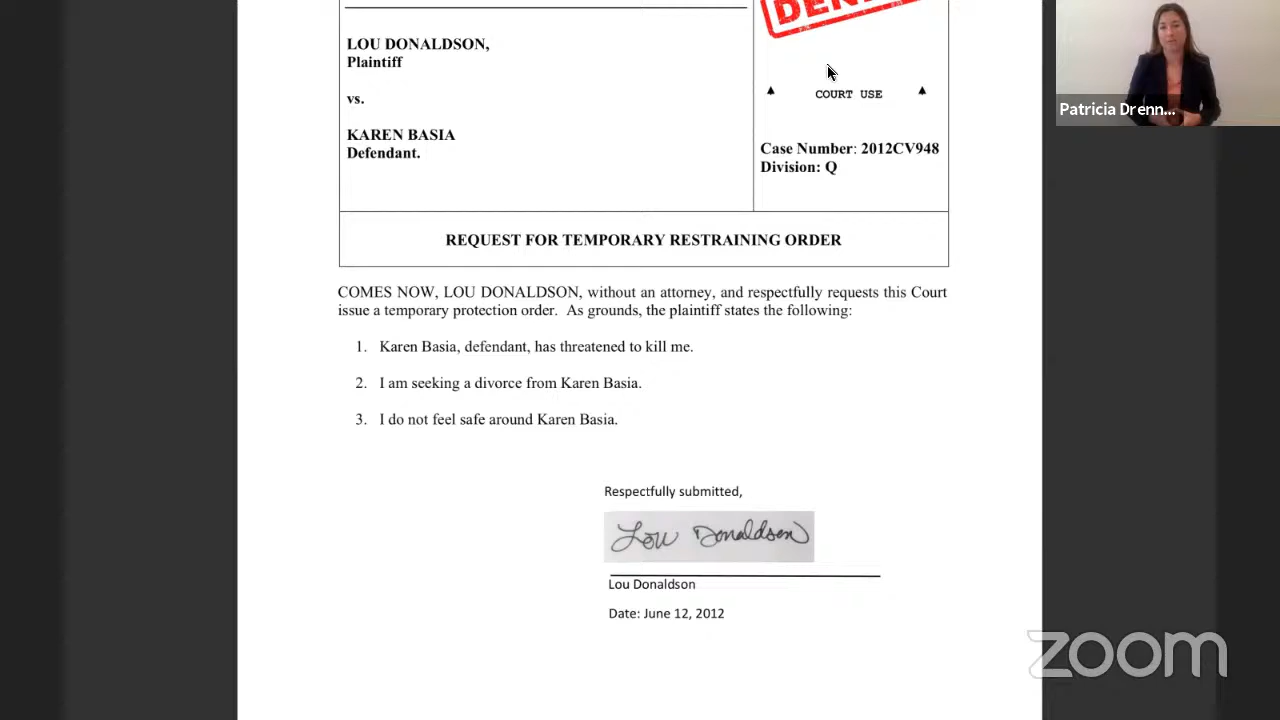 DENI
LOU DONALDSON,
Plaintiff
vs.
KAREN BASIA
Defendant.
▲ COURT USE ▲
Case Number: 2012CV948
Division: Q
REQUEST FOR TEMPORARY RESTRAINING ORDER
COMES NOW, LOU DONALDSON, without an attorney, and respectfully requests this Court
issue a temporary protection order. As grounds, the plaintiff states the following:
1. Karen Basia, defendant, has threatened to kill me.
2. I am seeking a divorce from Karen Basia.
3. I do not feel safe around Karen Basia.
Respectfully submitted,
Lou Donaldson
Lou Donaldson
Date: June 12, 2012
Patricia Drenn...
zoom